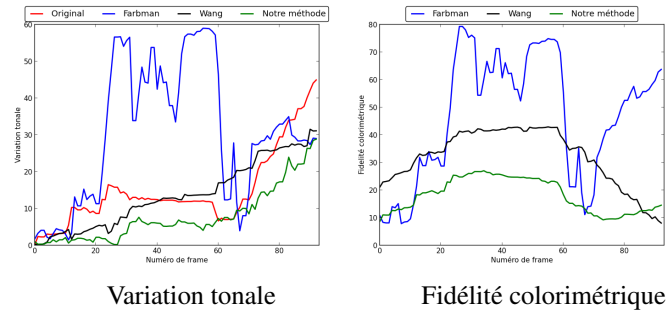 Original Farbman Wang Notre méthode
Variation tonale
60
50
40
30
20
10
0
0 20 40 60 80
Numéro de frame
Farbman Wang Notre méthode
Fidelité colorimétrique
80
70
60
50
40
30
20
10
0
0 20 40 60 80
Numéro de frame
Variation tonale Fidélité colorimétrique